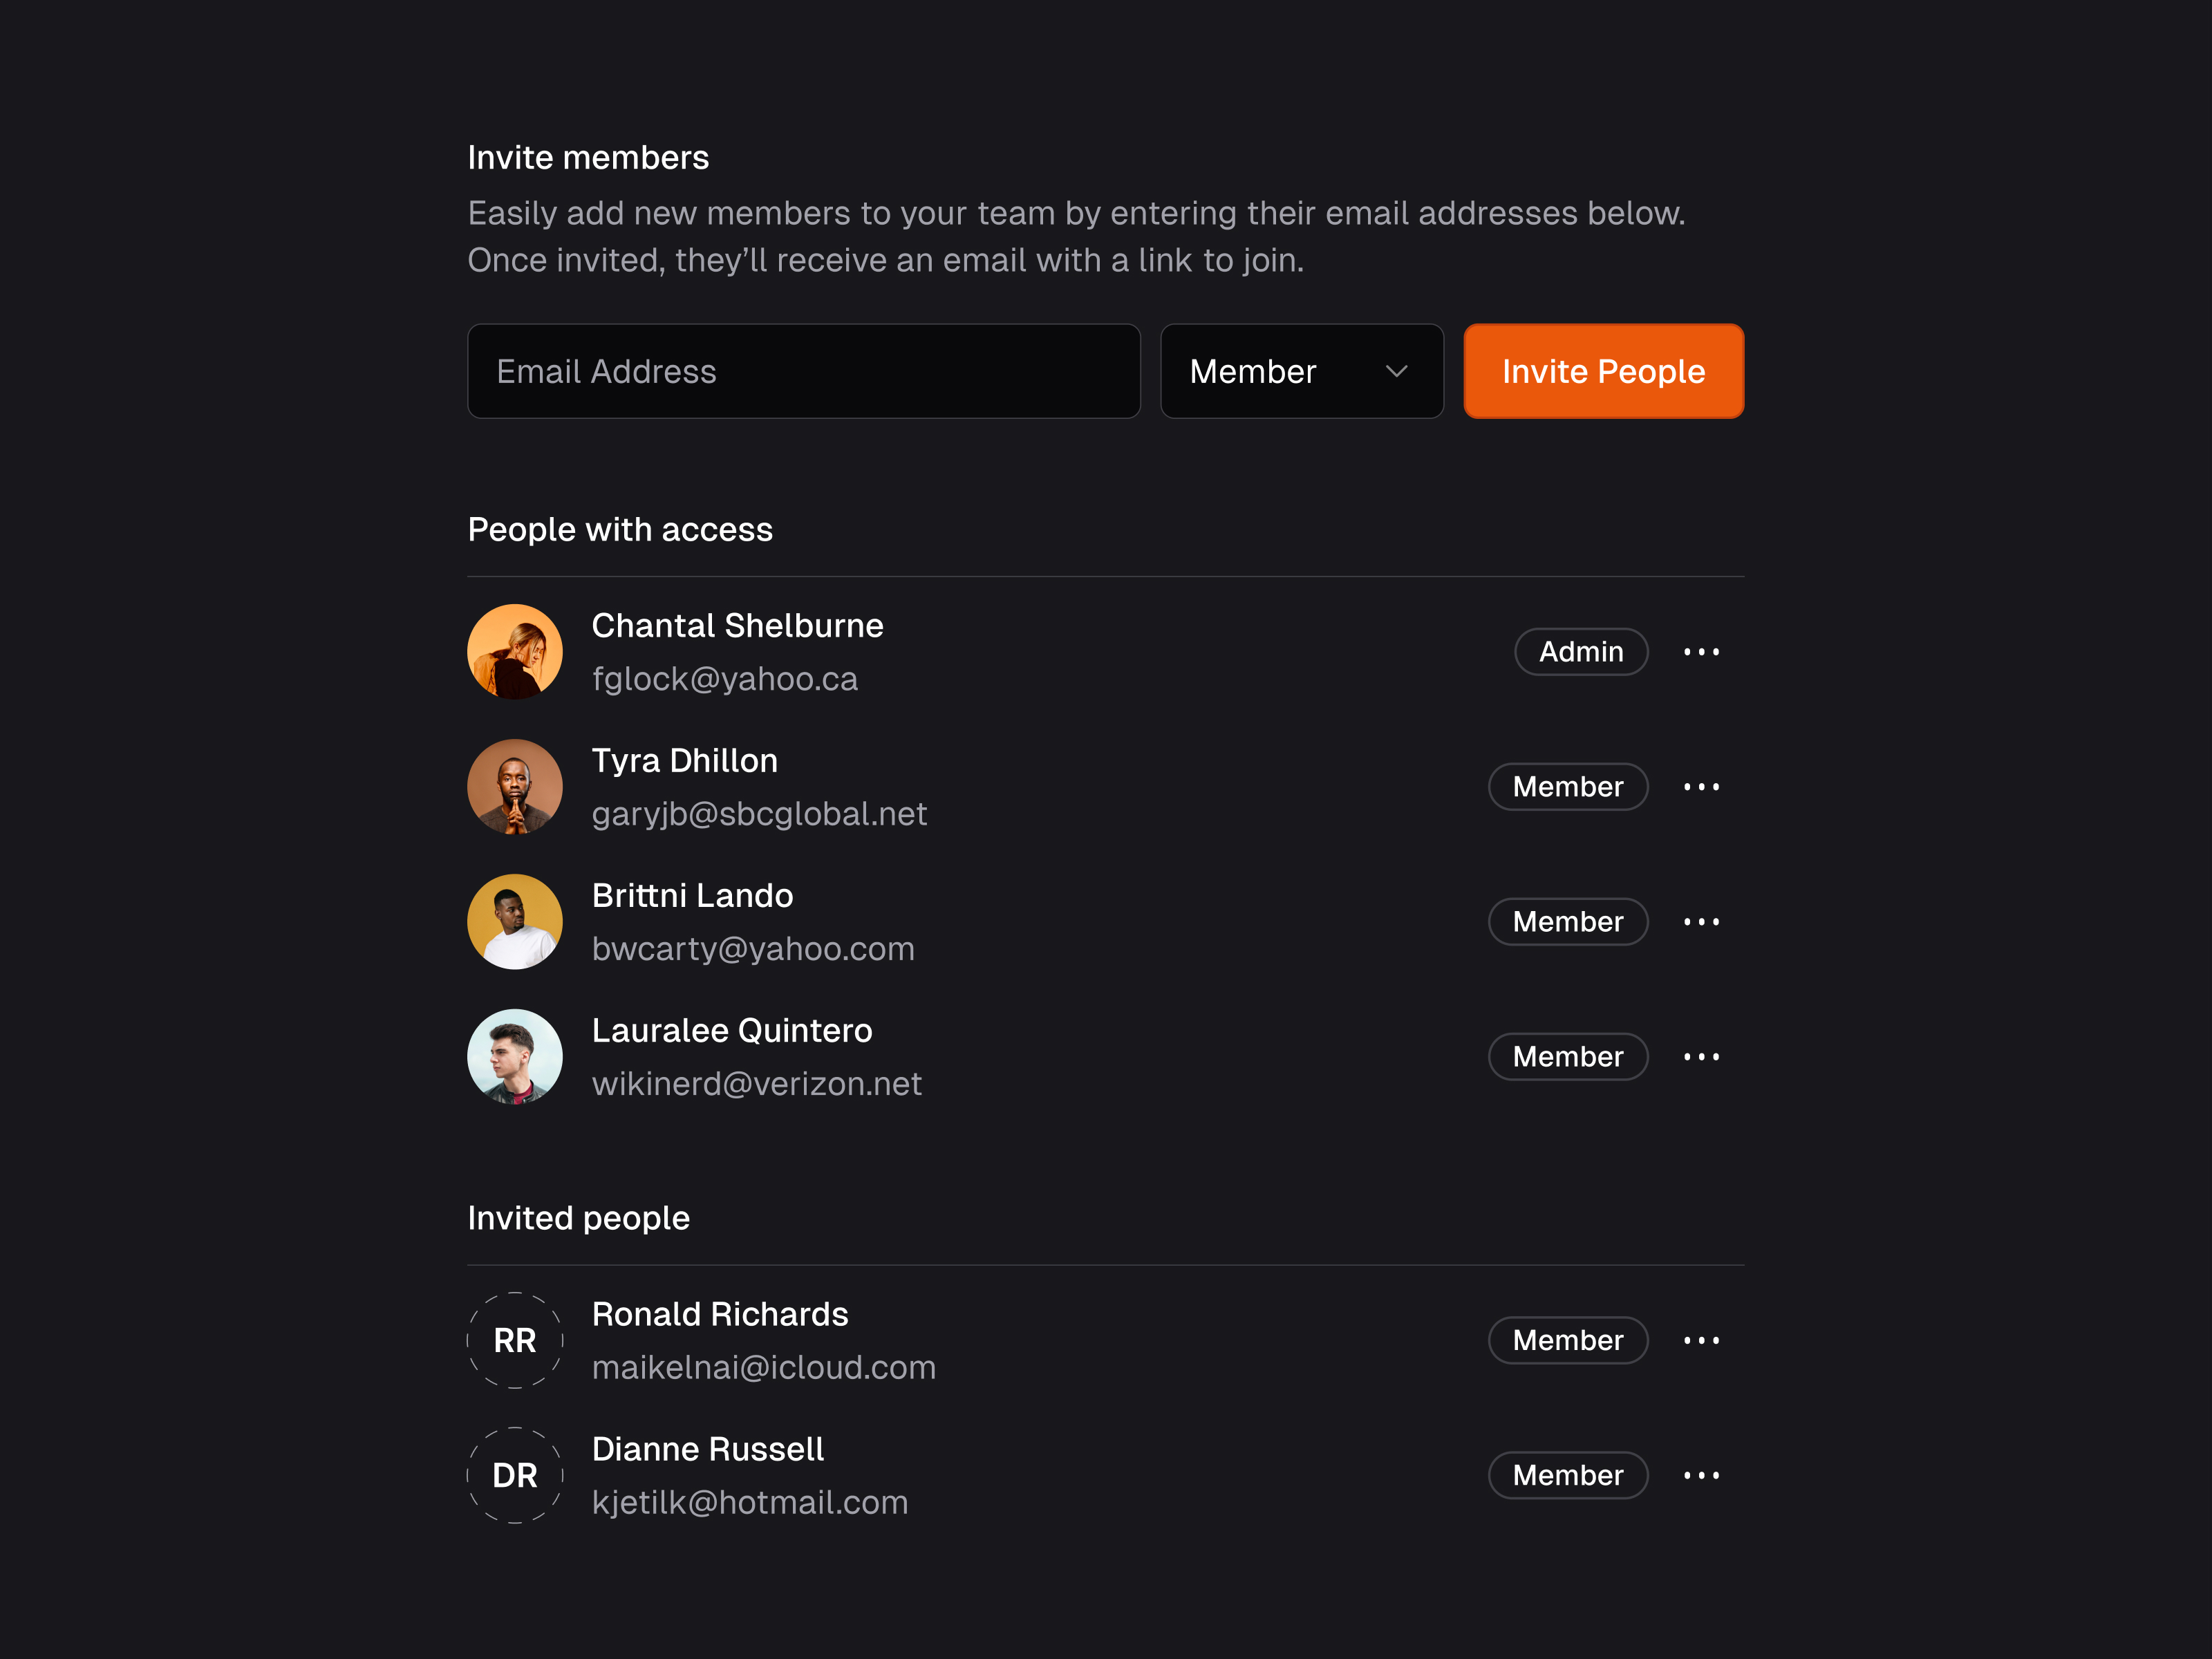 Invite members
Easily add new members to your team by entering their email addresses below.
Once invited, they’ll receive an email with a link to join.
Email Address
Member
Invite People
People with access
Chantal Shelburne
fglock@yahoo.ca
Admin
Tyra Dhillon
garyjb@sbcglobal.net
Member
Brittni Lando
bwcarty@yahoo.com
Member
Lauralee Quintero
wikinerd@verizon.net
Member
Invited people
RR
Ronald Richards
maikelnai@icloud.com
Member
DR
Dianne Russell
kjetilk@hotmail.com
Member